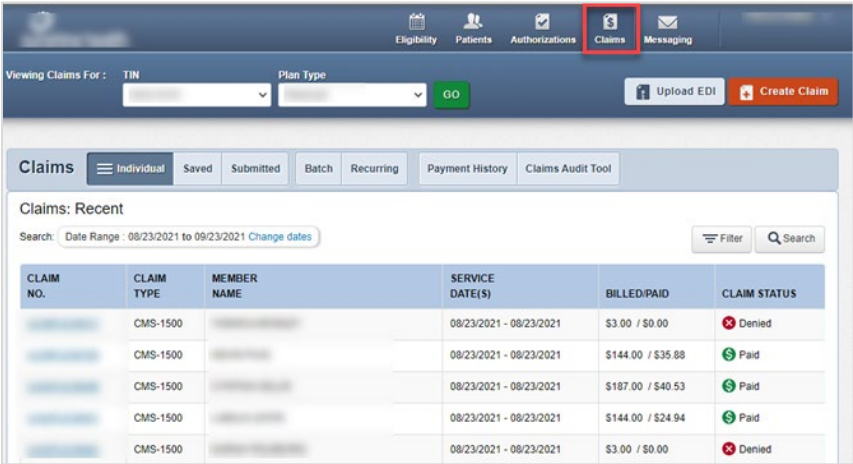 Eligibility Patients Authorizations Claims Messaging
Viewing Claims For : TIN Plan Type
GO Upload EDI Create Claim
Claims Individual Saved Submitted Batch Recurring Payment History Claims Audit Tool
Claims: Recent
Search: Date Range : 08/23/2021 to 09/23/2021 Change dates Filter Search
CLAIM NO. CLAIM TYPE MEMBER NAME SERVICE DATE(S) BILLED/PAID CLAIM STATUS
CMS-1500 08/23/2021 - 08/23/2021 $3.00 / $0.00 Denied
CMS-1500 08/23/2021 - 08/23/2021 $144.00 / $35.88 Paid
CMS-1500 08/23/2021 - 08/23/2021 $187.00 / $40.53 Paid
CMS-1500 08/23/2021 - 08/23/2021 $144.00 / $24.94 Paid
CMS-1500 08/23/2021 - 08/23/2021 $3.00 / $0.00 Denied